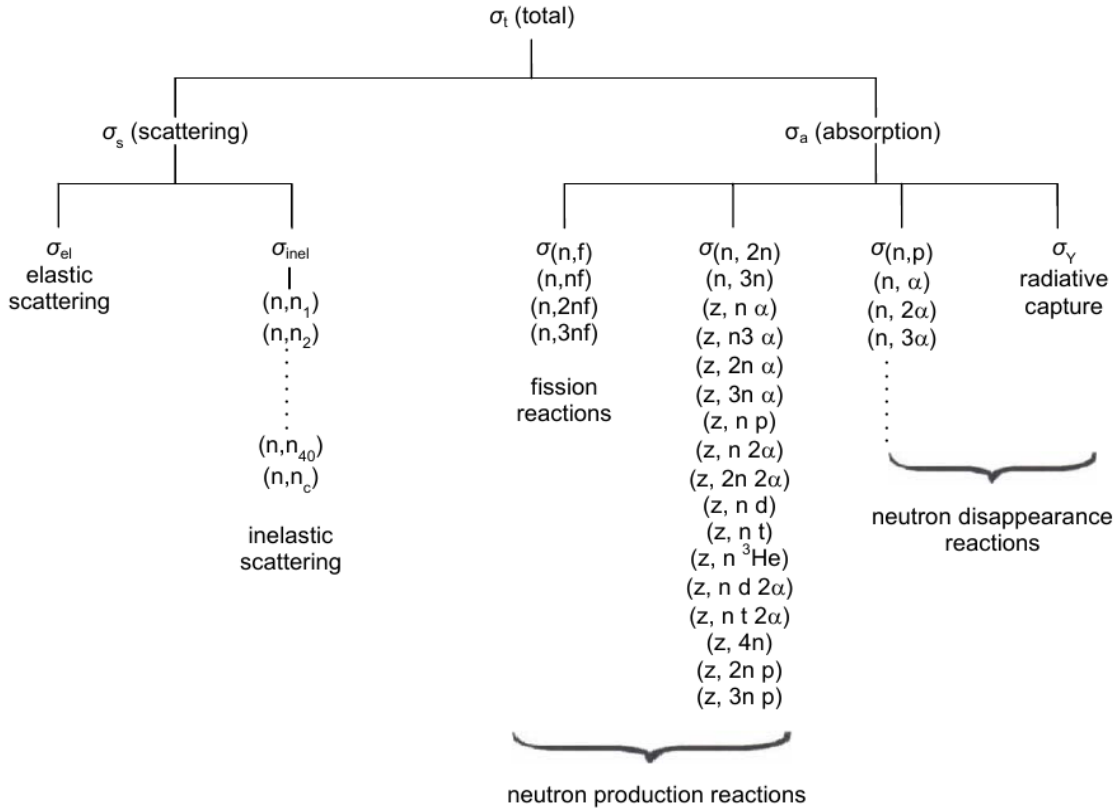 σt (total)
σs (scattering)
σa (absorption)
σel
elastic
scattering
σinel
(n,n1)
(n,n2)
(n,n40)
(n,nc)
inelastic
scattering
σ(n,f)
(n,nf)
(n,2nf)
(n,3nf)
fission
reactions
σ(n, 2n)
(n, 3n)
(z, n α)
(z, n3 α)
(z, 2n α)
(z, 3n α)
(z, n p)
(z, n 2α)
(z, 2n 2α)
(z, n d)
(z, n t)
(z, n ³He)
(z, n d 2α)
(z, n t 2α)
(z, 4n)
(z, 2n p)
(z, 3n p)
neutron production reactions
σ(n,p)
(n, α)
(n, 2α)
(n, 3α)
σY
radiative
capture
neutron disappearance
reactions